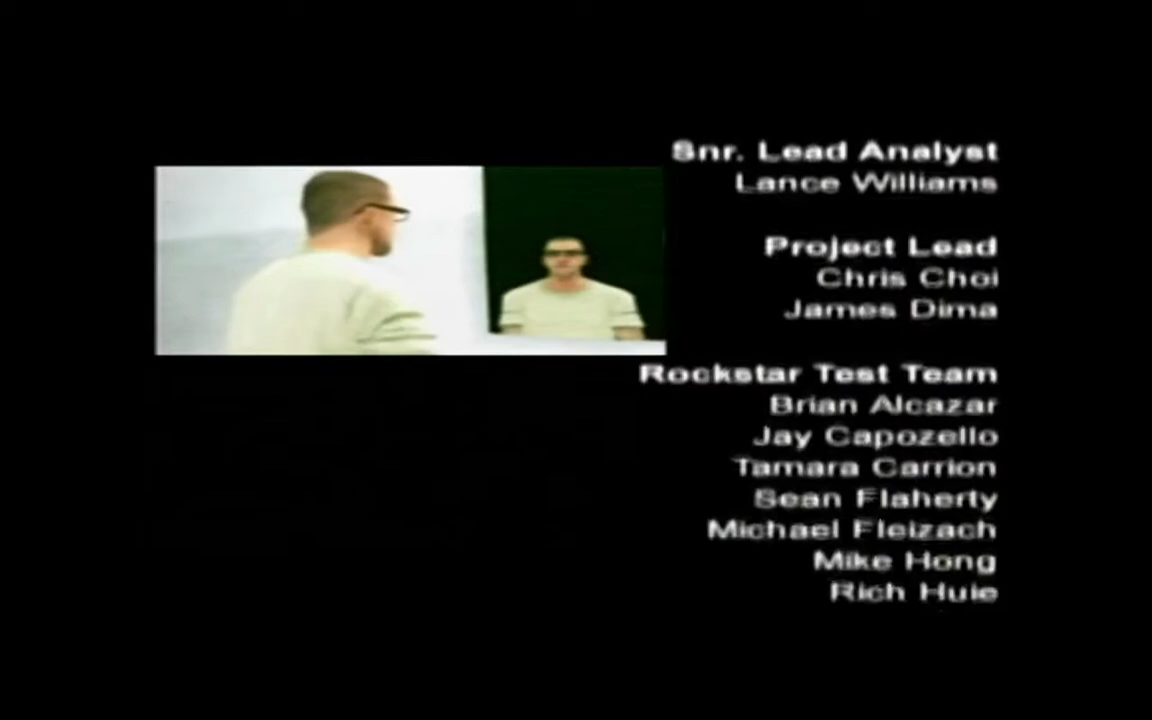 Snr. Lead Analyst
Lance Williams
Project Lead
Chris Choi
James Dima
Rockstar Test Team
Brian Alcazar
Jay Capozello
Tamara Carrion
Sean Flaherty
Michael Fleizach
Mike Hong
Rich Huie